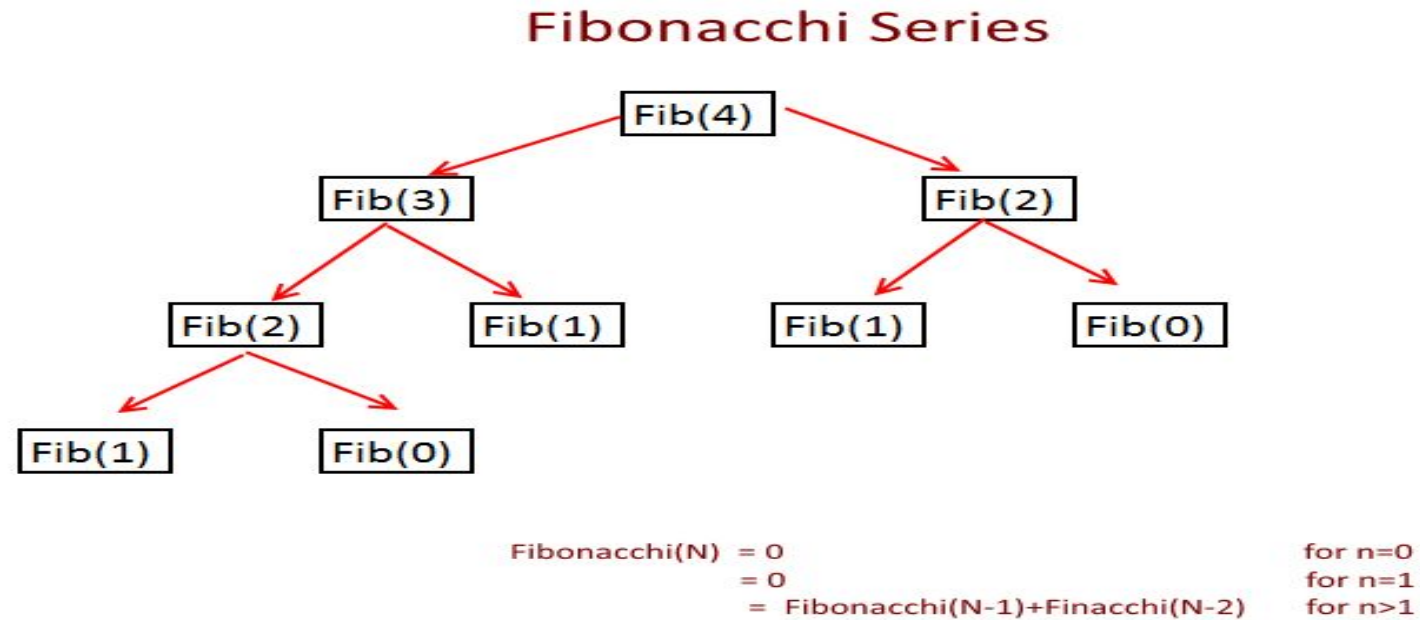 Fibonacchi Series
Fib(4)
Fib(3) Fib(2)
Fib(2) Fib(1) Fib(1) Fib(0)
Fib(1) Fib(0)
Fibonacchi(N) = 0 for n=0
= 0 for n=1
= Fibonacchi(N-1)+Finacchi(N-2) for n>1